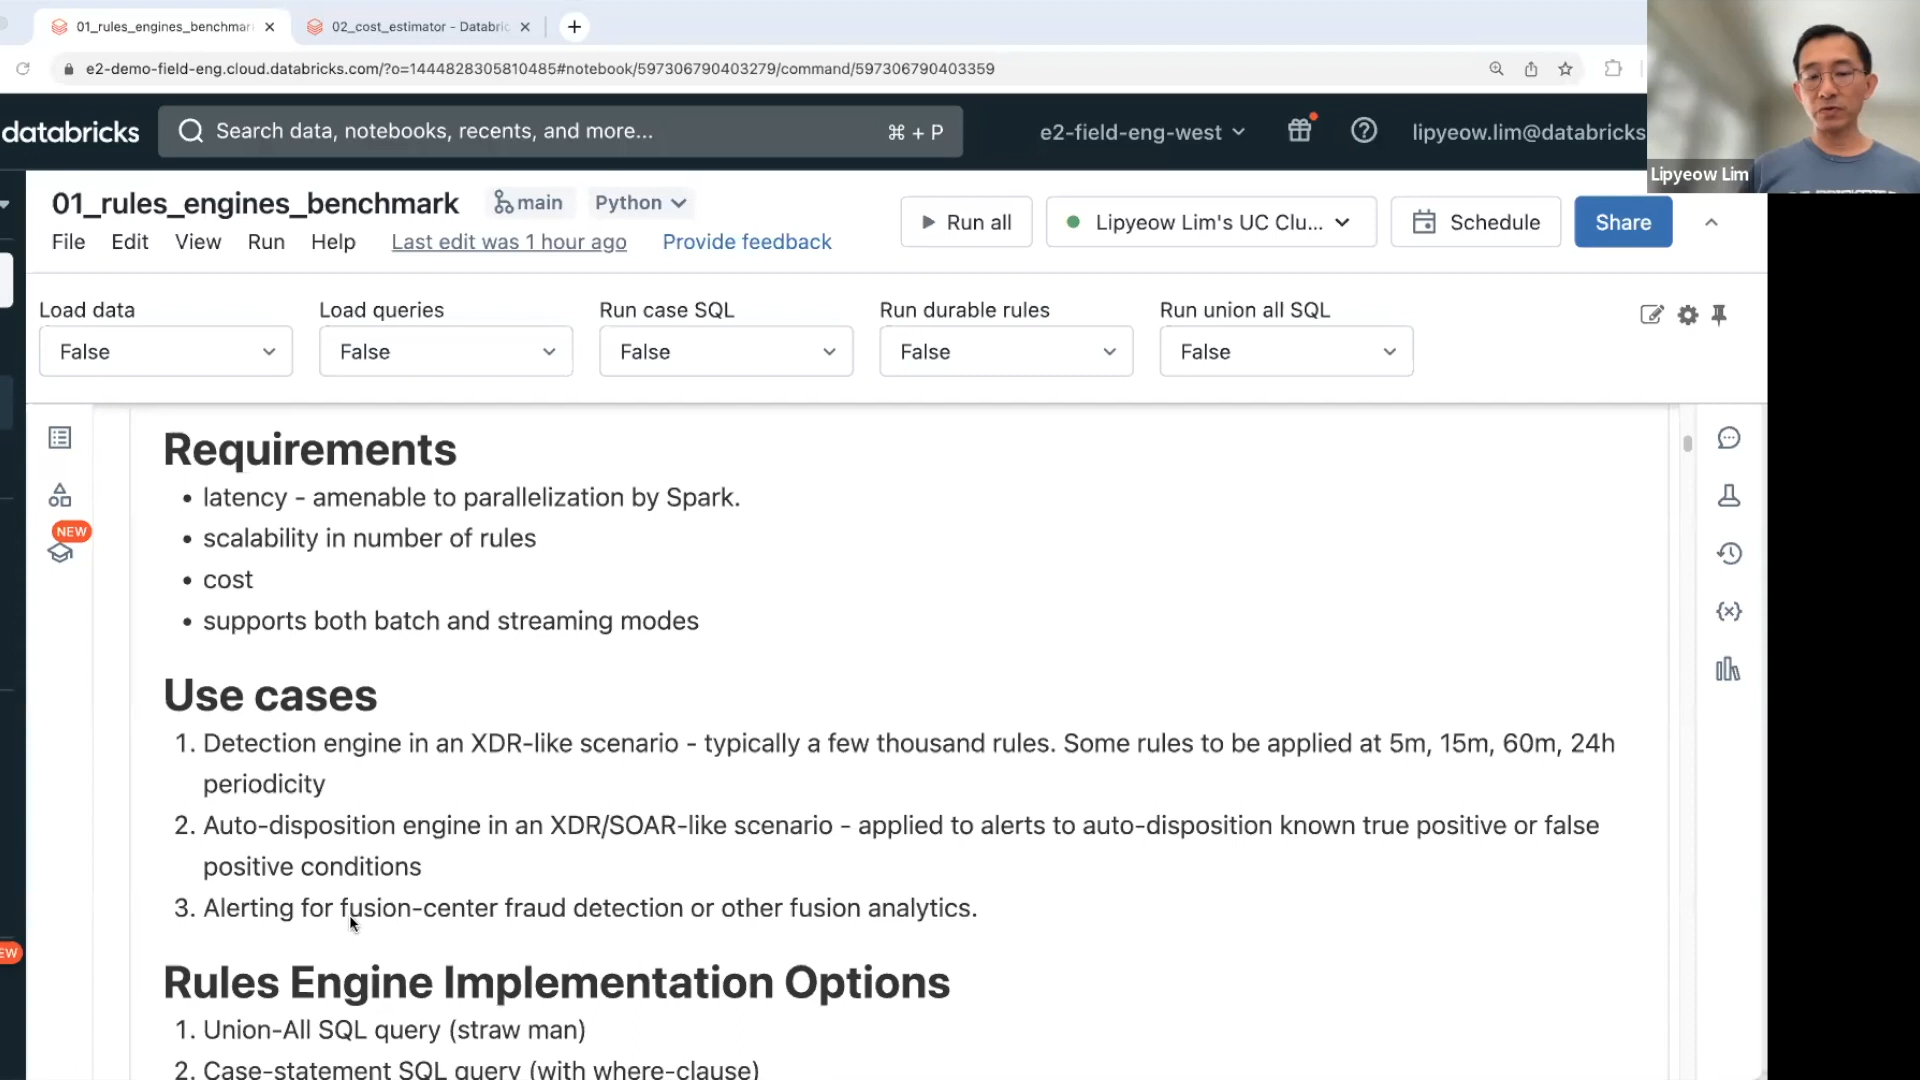 01_rules_engines_benchmar
02_cost_estimator - Databric
e2-demo-field-eng.cloud.databricks.com/?o=1444828305810485#notebook/597306790403279/command/597306790403359
databricks
Search data, notebooks, recents, and more...
⌘ + P
e2-field-eng-west
lipyeow.lim@databricks
Lipyeow Lim
01_rules_engines_benchmark
main
Python
File Edit View Run Help Last edit was 1 hour ago Provide feedback
Run all
Lipyeow Lim's UC Clu...
Schedule
Share
Load data
Load queries
Run case SQL
Run durable rules
Run union all SQL
False
False
False
False
False
NEW
Requirements
• latency - amenable to parallelization by Spark.
• scalability in number of rules
• cost
• supports both batch and streaming modes
Use cases
1. Detection engine in an XDR-like scenario - typically a few thousand rules. Some rules to be applied at 5m, 15m, 60m, 24h
periodicity
2. Auto-disposition engine in an XDR/SOAR-like scenario - applied to alerts to auto-disposition known true positive or false
positive conditions
3. Alerting for fusion-center fraud detection or other fusion analytics.
EW
Rules Engine Implementation Options
1. Union-All SQL query (straw man)
2. Case-statement SQL query (with where-clause)